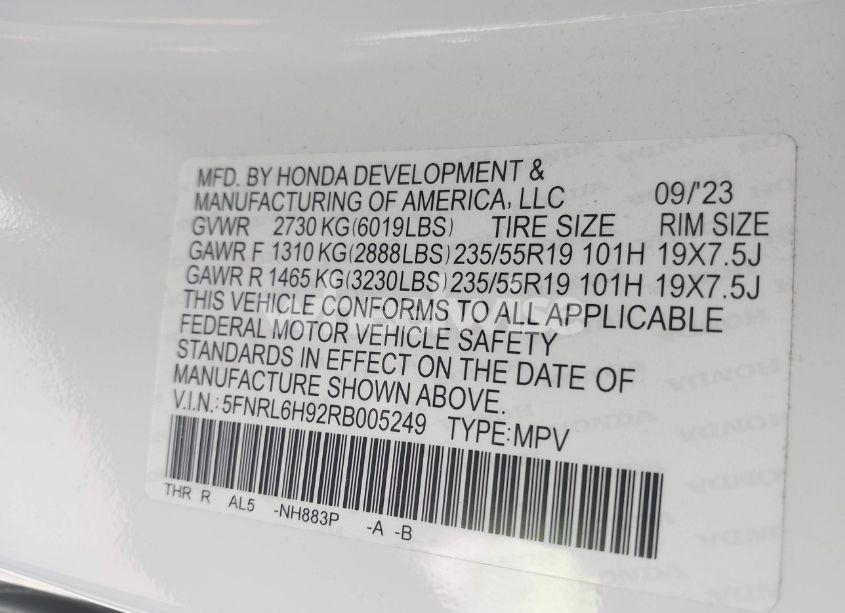 MFD. BY HONDA DEVELOPMENT &
MANUFACTURING OF AMERICA, LLC 09/'23
GVWR 2730 KG(6019LBS) TIRE SIZE RIM SIZE
GAWR F 1310 KG(2888LBS) 235/55R19 101H 19X7.5J
GAWR R 1465 KG(3230LBS) 235/55R19 101H 19X7.5J
THIS VEHICLE CONFORMS TO ALL APPLICABLE
FEDERAL MOTOR VEHICLE SAFETY
STANDARDS IN EFFECT ON THE DATE OF
MANUFACTURE SHOWN ABOVE.
V.I.N.: 5FNRL6H92RB005249 TYPE: MPV
THR R AL5 -NH883P -A -B